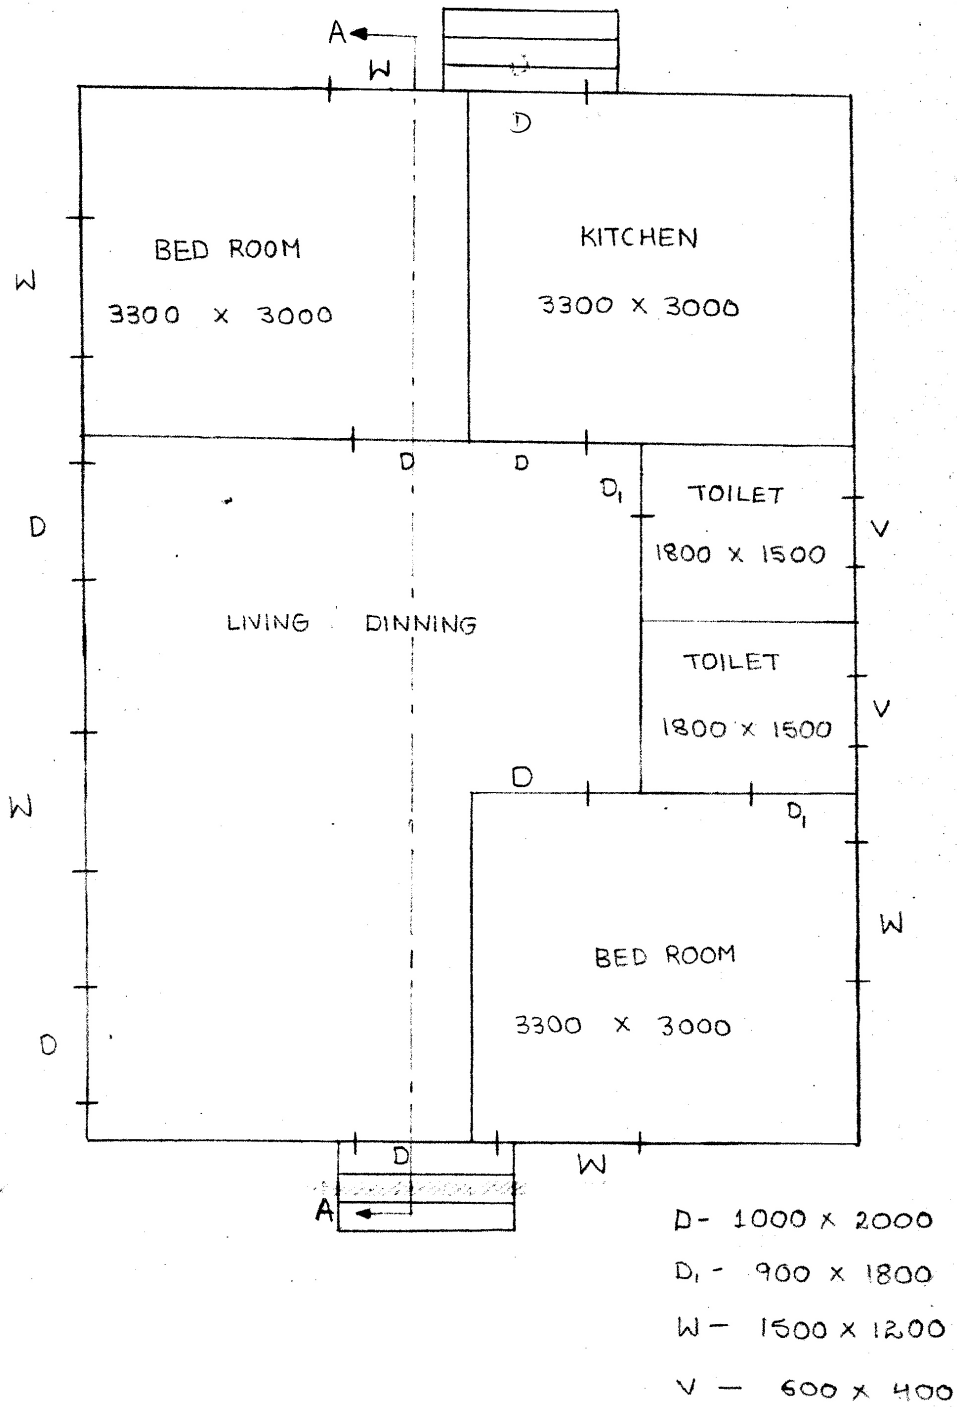 A
W
D
W
BED ROOM
3300 X 3000
KITCHEN
3300 X 3000
D
D
D1
TOILET
1800 X 1500
V
D
LIVING DINNING
TOILET
1800 X 1500
V
W
D
D1
W
BED ROOM
3300 X 3000
D
D
W
A
D- 1000 X 2000
D1 - 900 X 1800
W - 1500 X 1200
V - 600 X 400